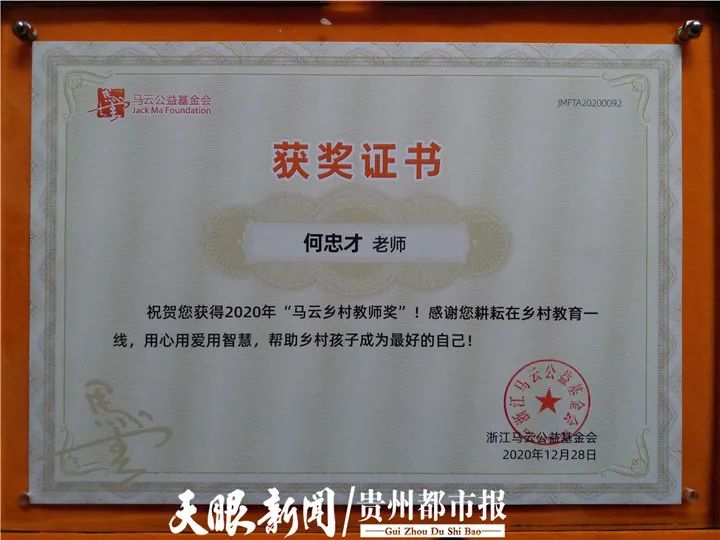 马云公益基金会
Jack Ma Foundation
JMFTA20200092
获奖证书
何忠才 老师
祝贺您获得2020年“马云乡村教师奖”！感谢您耕耘在乡村教育一
线，用心用爱用智慧，帮助乡村孩子成为最好的自己！
浙江马云公益基金会
浙江马云公益基金会
2020年12月28日
天眼新闻/贵州都市报
Gui Zhou Du Shi Bao